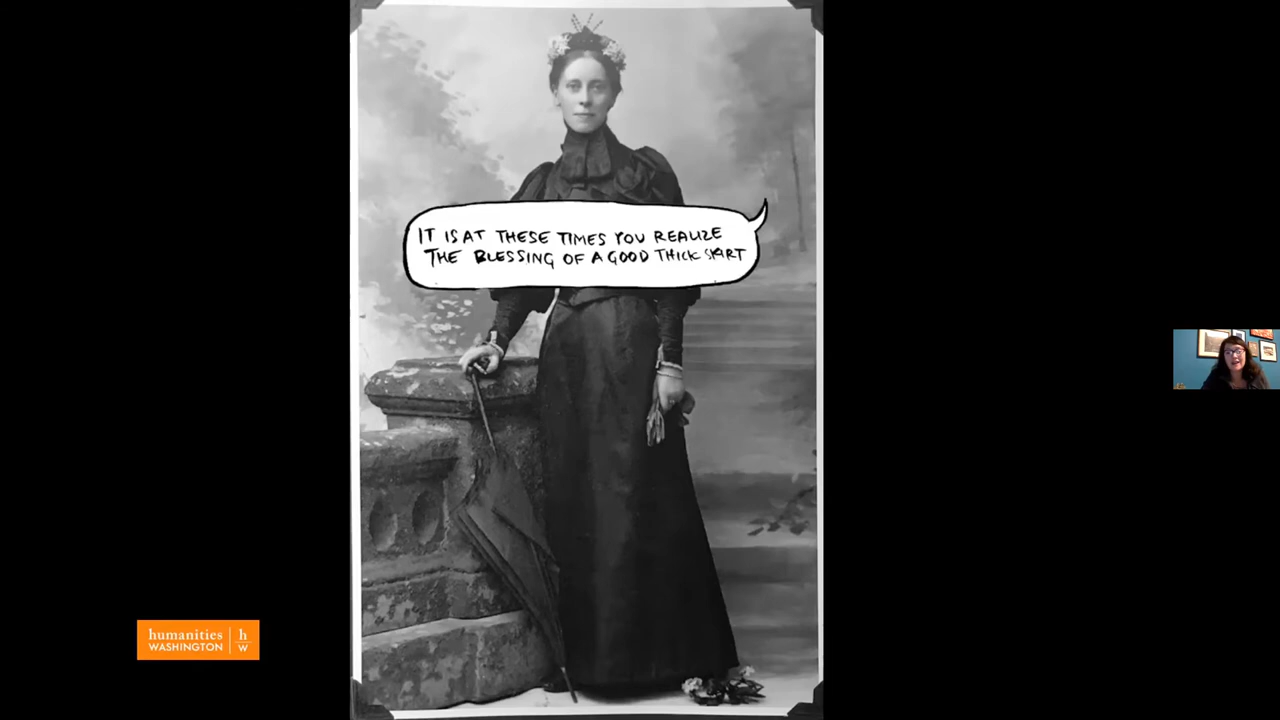 IT IS AT THESE TIMES YOU REALIZE
THE BLESSING OF A GOOD THICK SKIRT
humanities
WASHINGTON
h
w